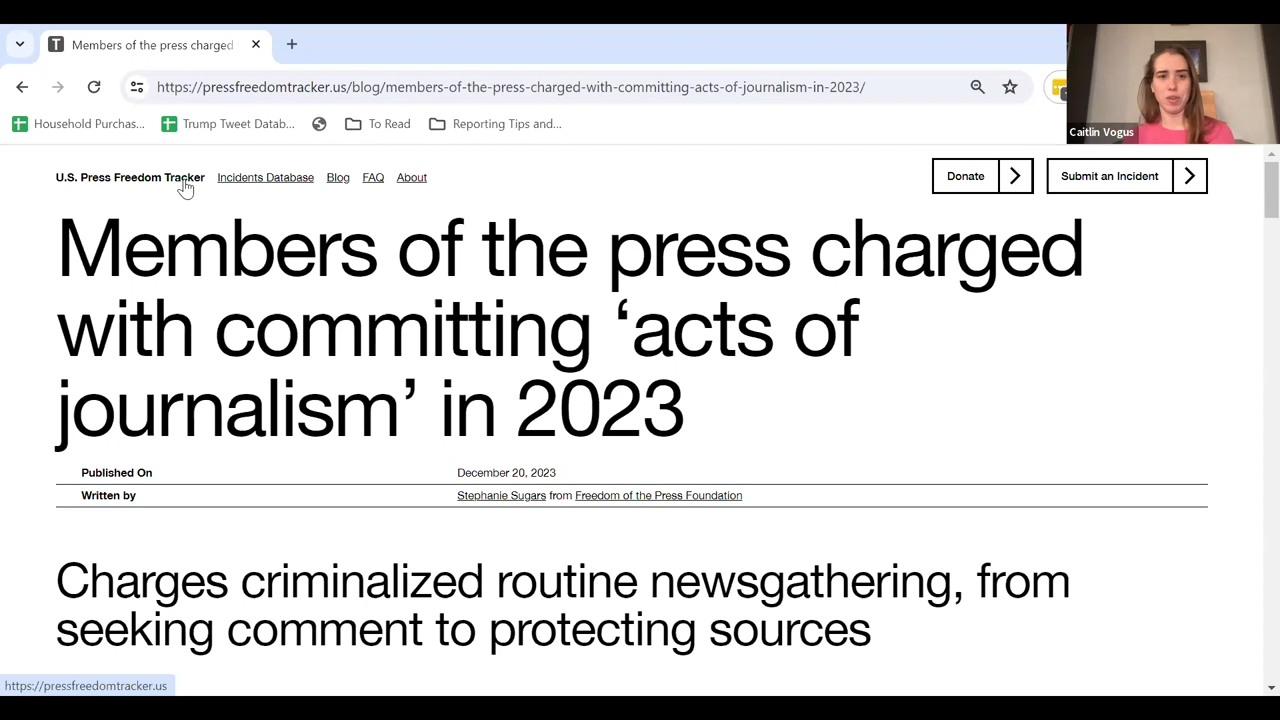 Members of the press charged
https://pressfreedomtracker.us/blog/members-of-the-press-charged-with-committing-acts-of-journalism-in-2023/
Household Purchas... Trump Tweet Datab... To Read Reporting Tips and...
Caitlin Vogus
U.S. Press Freedom Tracker Incidents Database Blog FAQ About Donate Submit an Incident
Members of the press charged
with committing ‘acts of
journalism’ in 2023
Published On December 20, 2023
Written by Stephanie Sugars from Freedom of the Press Foundation
Charges criminalized routine newsgathering, from
seeking comment to protecting sources
https://pressfreedomtracker.us